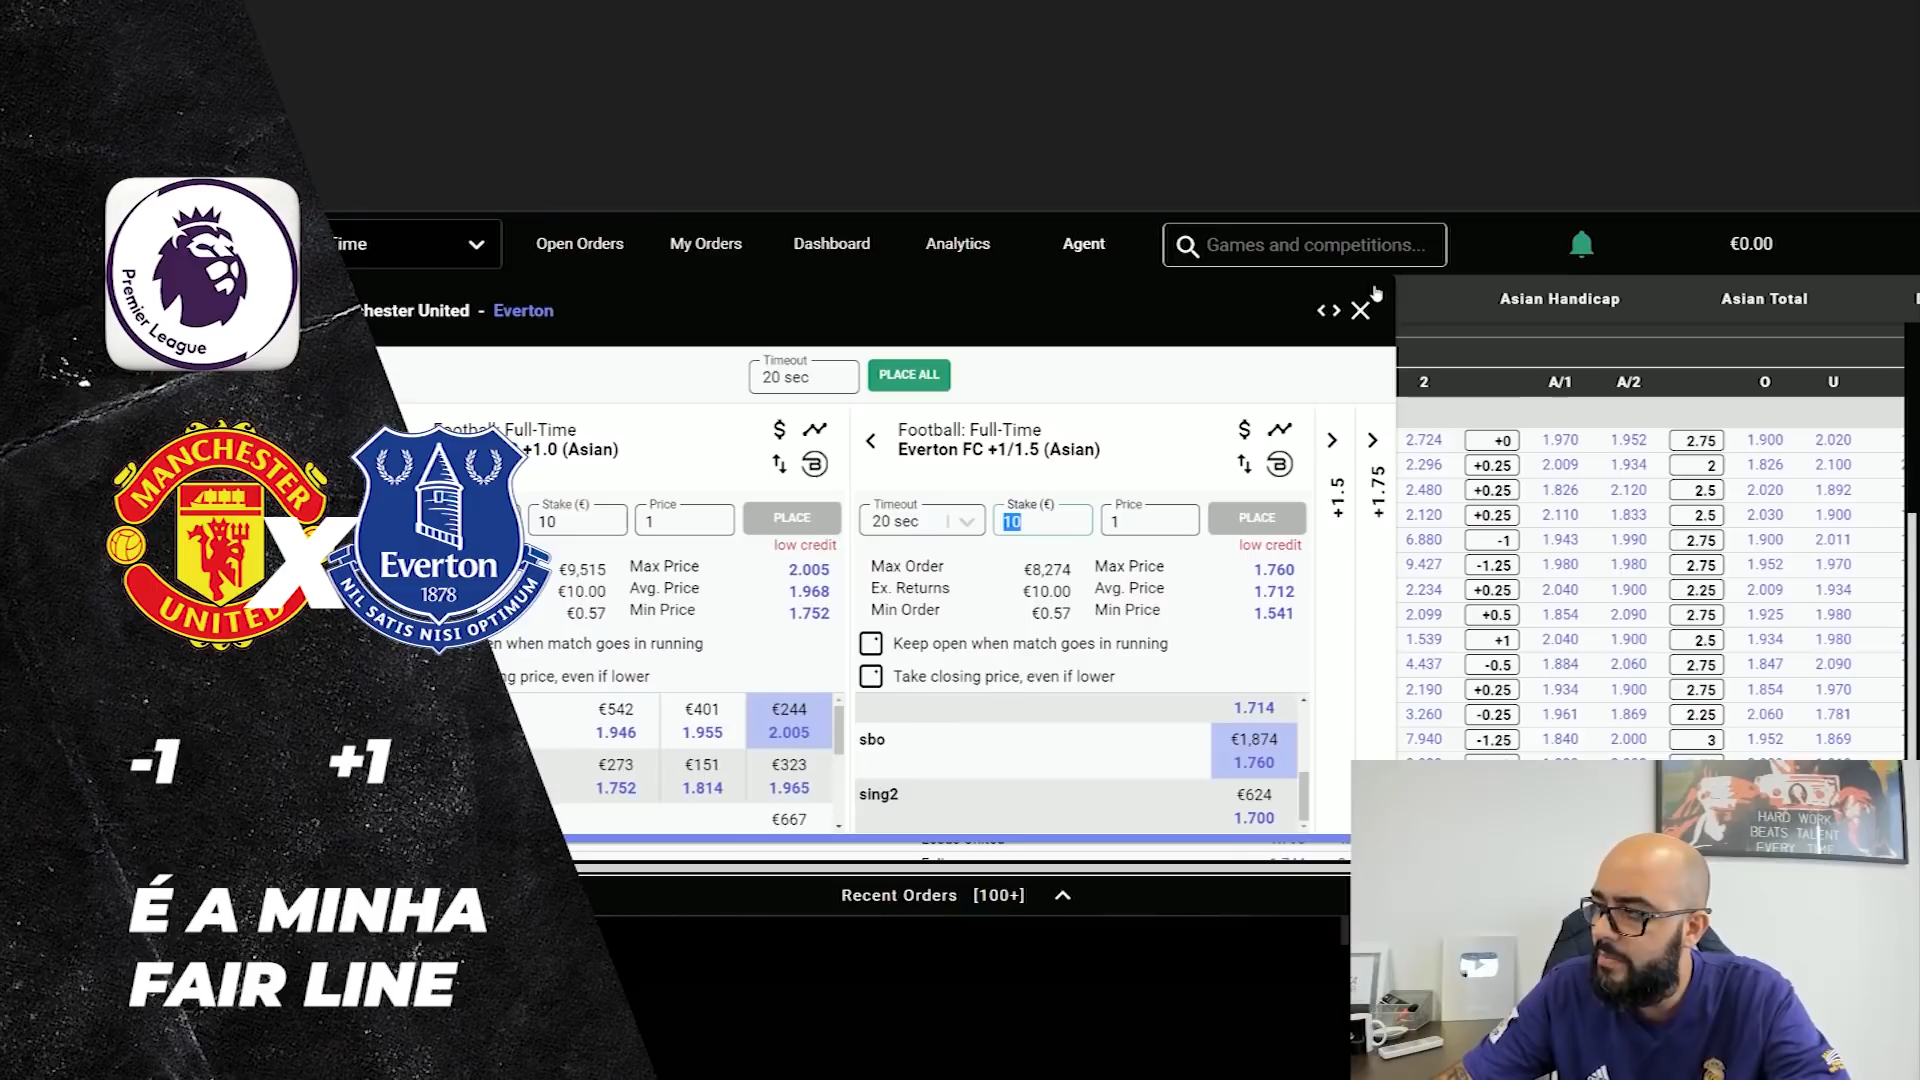 Time
Open Orders
My Orders
Dashboard
Analytics
Agent
Games and competitions...
€0.00
Premier League
chester United - Everton
Asian Handicap
Asian Total
Timeout
20 sec
PLACE ALL
2
A/1
A/2
O
U
Football: Full-Time
+1.0 (Asian)
Stake (€)
10
Price
1
PLACE
low credit
€9,515
Max Price
2.005
€10.00
Avg. Price
1.968
€0.57
Min Price
1.752
en when match goes in running
ng price, even if lower
€542
€401
€244
1.946
1.955
2.005
€273
€151
€323
1.752
1.814
1.965
€667
Football: Full-Time
Everton FC +1/1.5 (Asian)
Timeout
20 sec
Stake (€)
10
Price
1
PLACE
low credit
Max Order
€8,274
Max Price
1.760
Ex. Returns
€10.00
Avg. Price
1.712
Min Order
€0.57
Min Price
1.541
Keep open when match goes in running
Take closing price, even if lower
1.714
sbo
€1,874
1.760
sing2
€624
1.700
+1.5
+1.75
2.724 +0 1.970 1.952 2.75 1.900 2.020
2.296 +0.25 2.009 1.934 2 1.826 2.100
2.480 +0.25 1.826 2.120 2.5 2.020 1.892
2.120 +0.25 2.110 1.833 2.5 2.030 1.900
6.880 -1 1.943 1.990 2.75 1.900 2.011
9.427 -1.25 1.980 1.980 2.75 1.952 1.970
2.234 +0.25 2.040 1.900 2.25 2.009 1.934
2.099 +0.5 1.854 2.090 2.75 1.925 1.980
1.539 +1 2.040 1.900 2.5 1.934 1.980
4.437 -0.5 1.884 2.060 2.75 1.847 2.090
2.190 +0.25 1.934 1.900 2.75 1.854 1.970
3.260 -0.25 1.961 1.869 2.25 2.060 1.781
7.940 -1.25 1.840 2.000 3 1.952 1.869
Recent Orders [100+]
MANCHESTER
UNITED
X
Everton
1878
NIL SATIS NISI OPTIMUM
-1 +1
É A MINHA
FAIR LINE
HARD WORK
BEATS TALENT
EVERY TIME